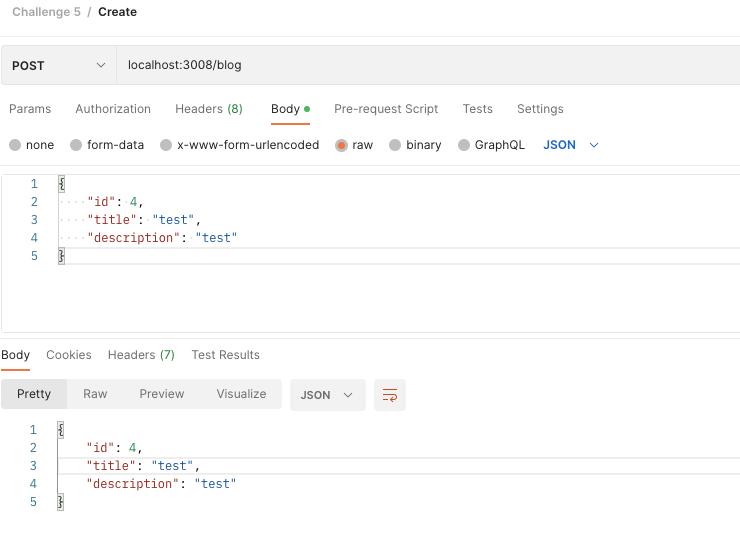 Challenge 5 / Create
POST localhost:3008/blog
Params Authorization Headers (8) Body Pre-request Script Tests Settings
none form-data x-www-form-urlencoded raw binary GraphQL JSON
1 {
2 "id": 4,
3 "title": "test",
4 "description": "test"
5 }
Body Cookies Headers (7) Test Results
Pretty Raw Preview Visualize JSON
1 {
2 "id": 4,
3 "title": "test",
4 "description": "test"
5 }